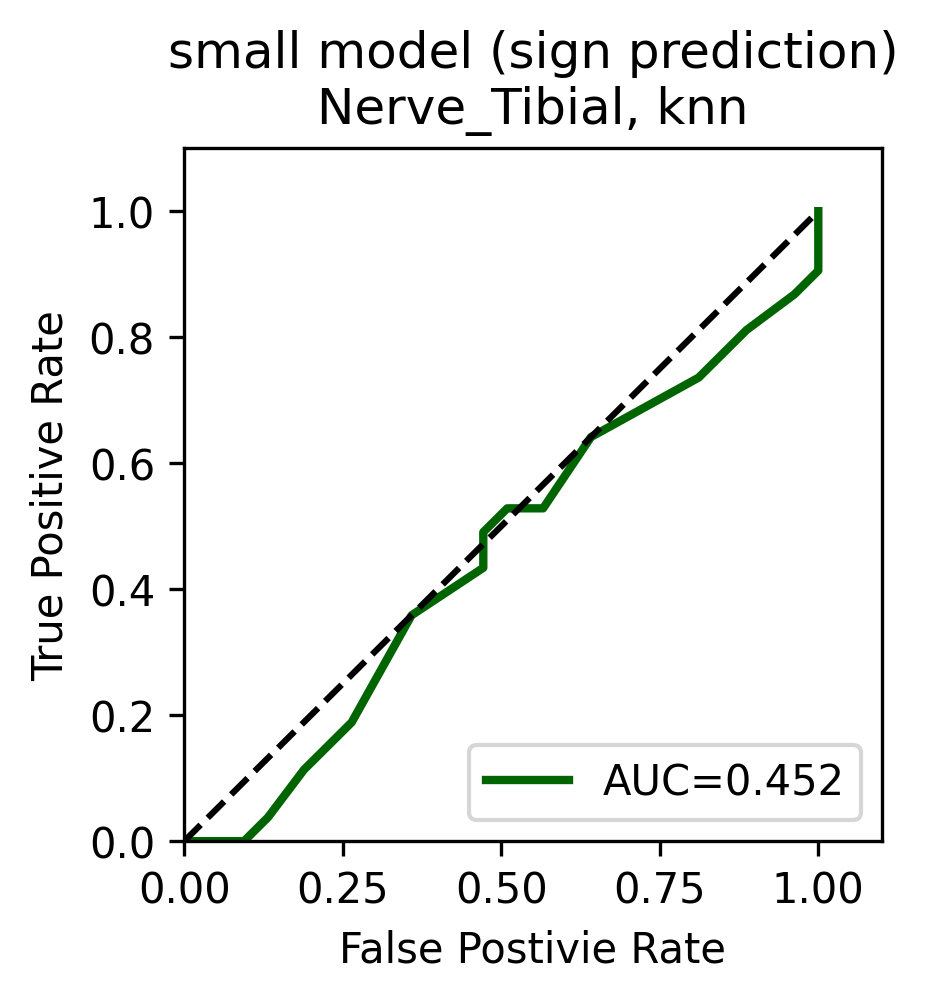 small model (sign prediction)
Nerve_Tibial, knn
True Positive Rate
1.0
0.8
0.6
0.4
0.2
0.0
AUC=0.452
0.00 0.25 0.50 0.75 1.00
False Postivie Rate